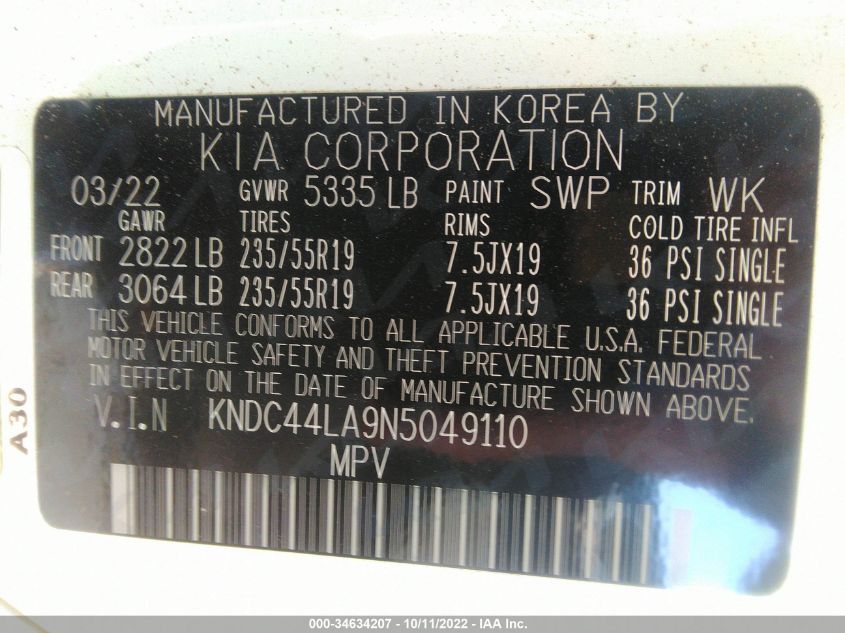 MANUFACTURED IN KOREA BY
KIA CORPORATION
03/22 GVWR 5335 LB PAINT SWP TRIM WK
GAWR TIRES RIMS COLD TIRE INFL
FRONT 2822 LB 235/55R19 7.5JX19 36 PSI SINGLE
REAR 3064 LB 235/55R19 7.5JX19 36 PSI SINGLE
THIS VEHICLE CONFORMS TO ALL APPLICABLE U.S.A. FEDERAL
MOTOR VEHICLE SAFETY AND THEFT PREVENTION STANDARDS
IN EFFECT ON THE DATE OF MANUFACTURE SHOWN ABOVE.
V.I.N KNDC44LA9N5049110
MPV
A30
000-34634207 - 10/11/2022 - IAA Inc.